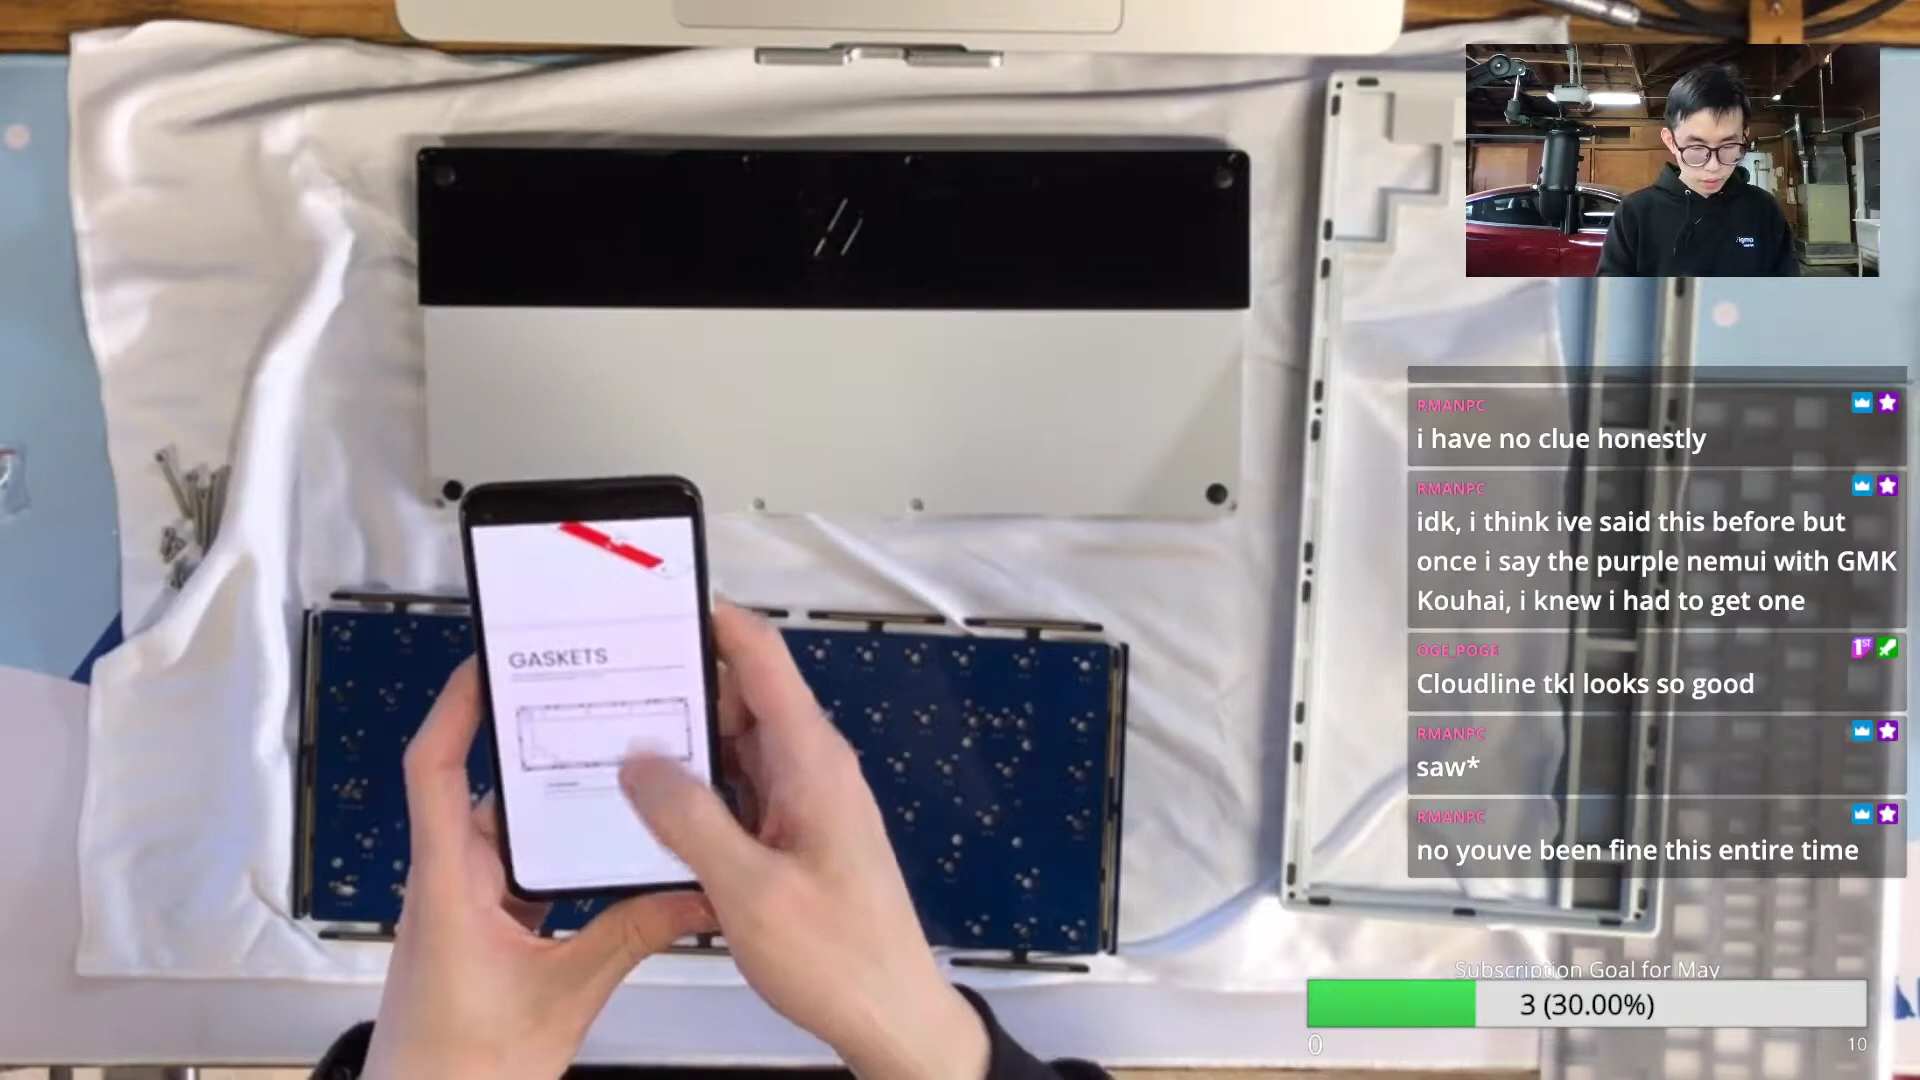 GASKETS
RMANPC
i have no clue honestly
RMANPC
idk, i think ive said this before but
once i say the purple nemui with GMK
Kouhai, i knew i had to get one
OGE_POGE
1ST
Cloudline tkl looks so good
RMANPC
saw*
RMANPC
no youve been fine this entire time
Subscription Goal for May
3 (30.00%)
0
10